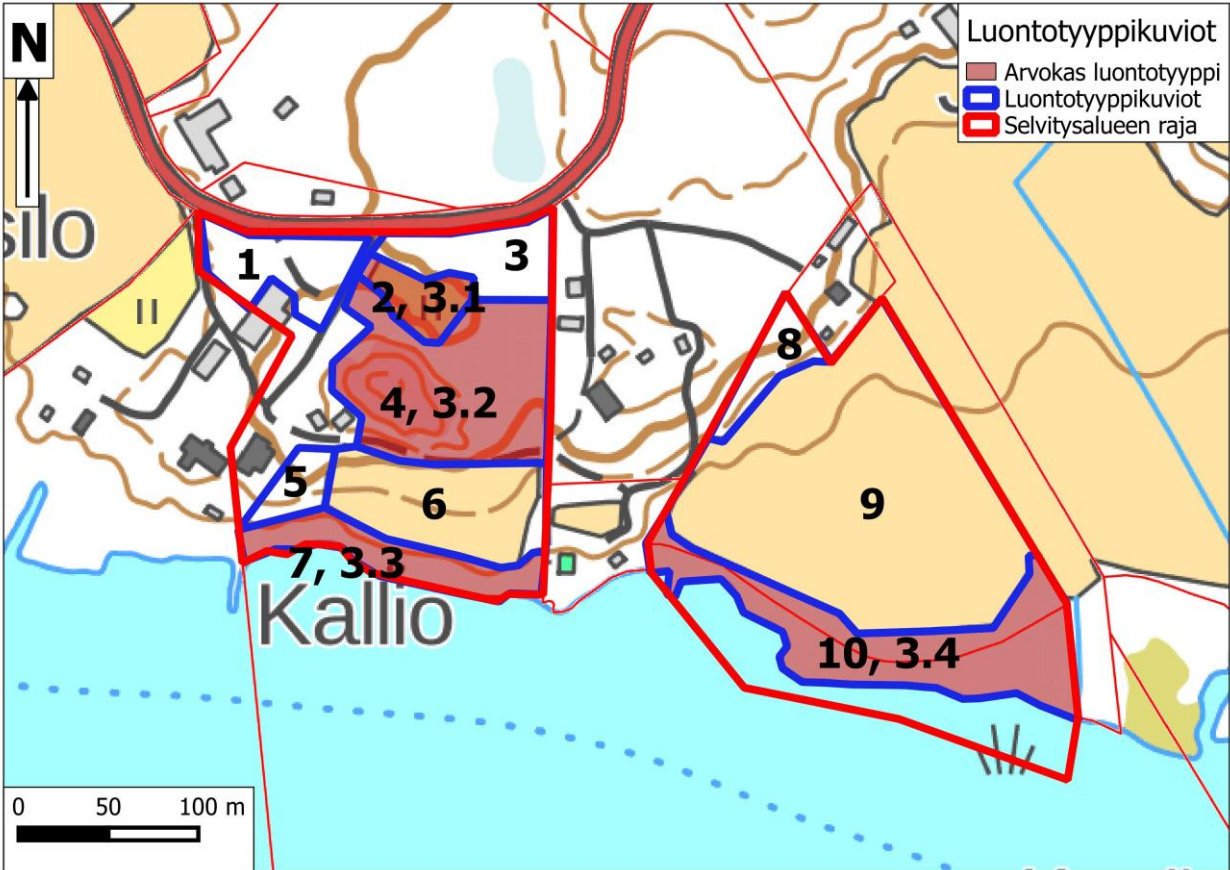 N
Luontotyyppikuviot
Arvokas luontotyyppi
Luontotyyppikuviot
Selvitysalueen raja
silo
1
3
2, 3.1
8
4, 3.2
5
6
9
7, 3.3
Kallio
10, 3.4
0 50 100 m